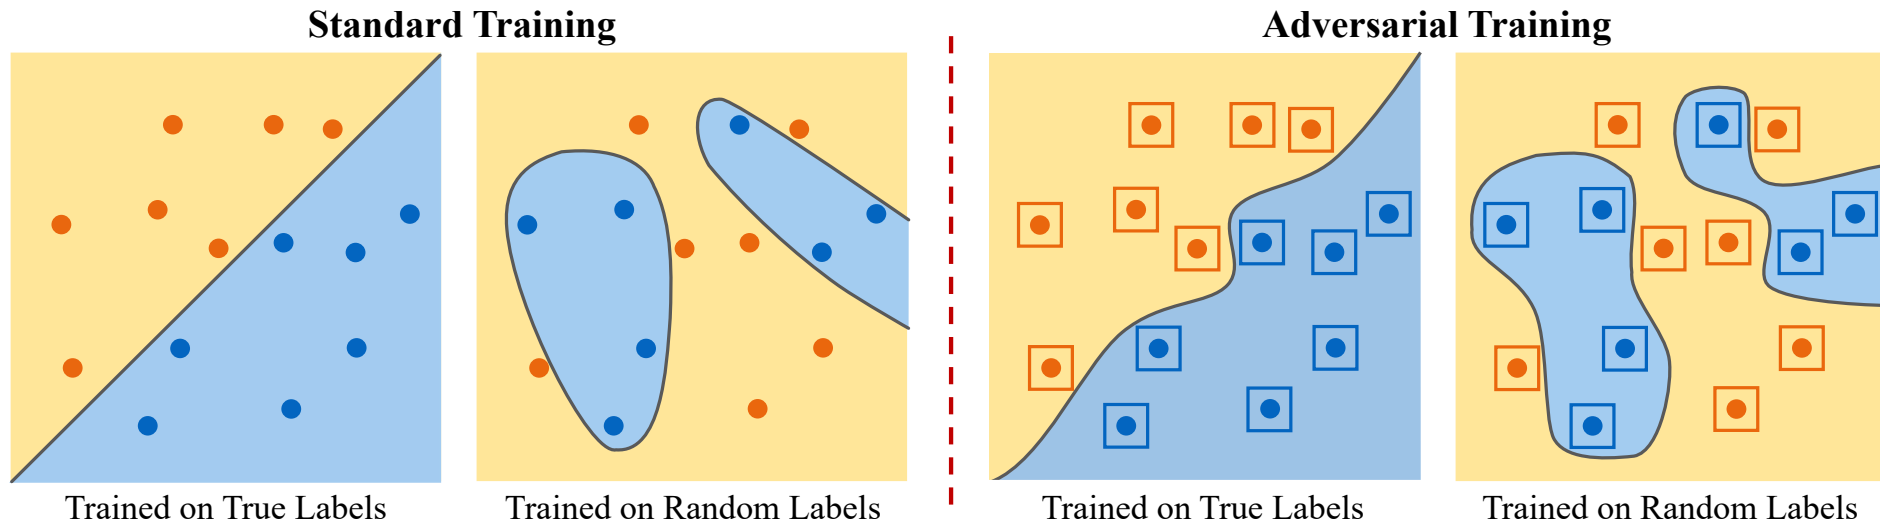 Standard Training
Adversarial Training
Trained on True Labels
Trained on Random Labels
Trained on True Labels
Trained on Random Labels